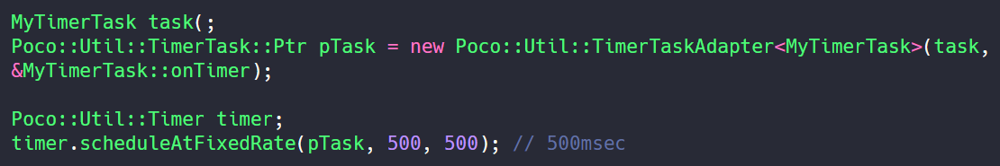 MyTimerTask task(;
Poco::Util::TimerTask::Ptr pTask = new Poco::Util::TimerTaskAdapter<MyTimerTask>(task,
&MyTimerTask::onTimer);
Poco::Util::Timer timer;
timer.scheduleAtFixedRate(pTask, 500, 500); // 500msec